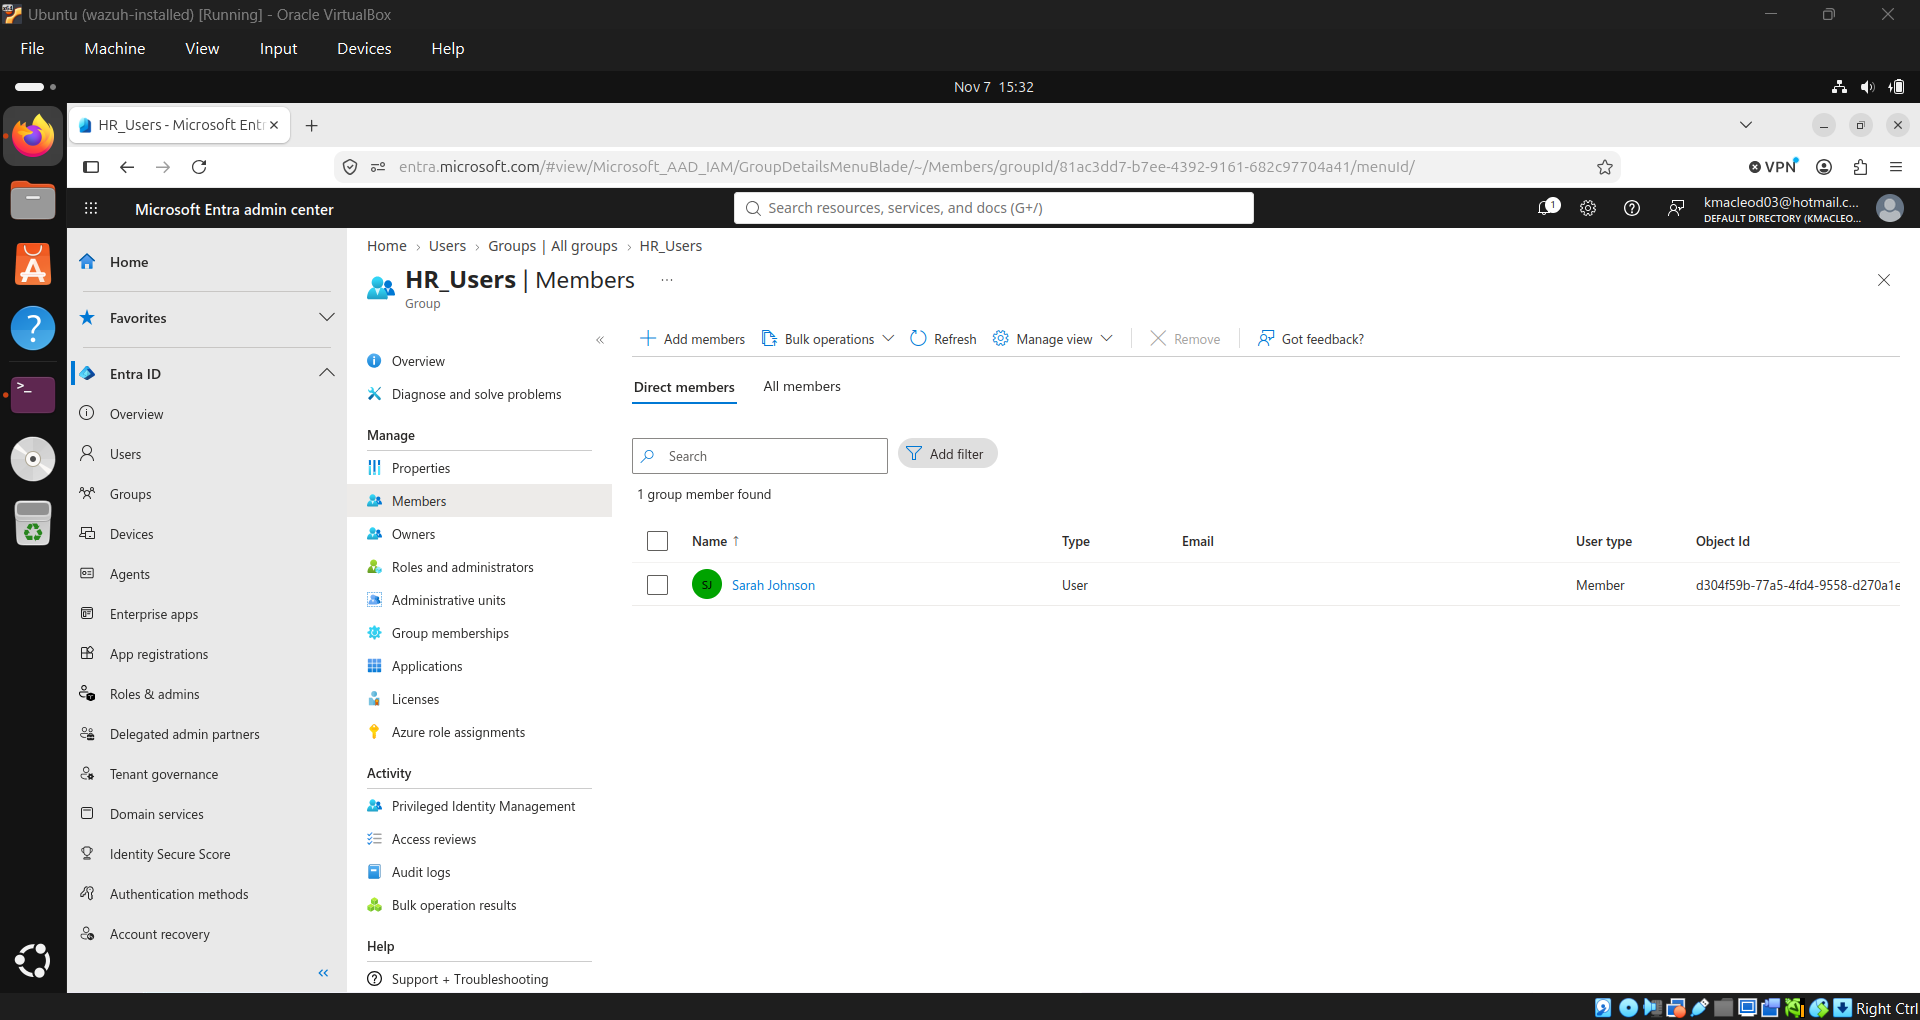 Ubuntu (wazuh-installed) [Running] - Oracle VirtualBox
File Machine View Input Devices Help
Nov 7 15:32
HR_Users - Microsoft Ent
entra.microsoft.com/#view/Microsoft_AAD_IAM/GroupDetailsMenuBlade/~/Members/groupId/81ac3dd7-b7ee-4392-9161-682c97704a41/menuId/
VPN
Microsoft Entra admin center
Search resources, services, and docs (G+/)
1
kmacleod03@hotmail.c...
DEFAULT DIRECTORY (KMACLEO...
Home
Favorites
Entra ID
Overview
Users
Groups
Devices
Agents
Enterprise apps
App registrations
Roles & admins
Delegated admin partners
Tenant governance
Domain services
Identity Secure Score
Authentication methods
Account recovery
Home > Users > Groups | All groups > HR_Users
HR_Users | Members ...
Group
Overview
Diagnose and solve problems
Manage
Properties
Members
Owners
Roles and administrators
Administrative units
Group memberships
Applications
Licenses
Azure role assignments
Activity
Privileged Identity Management
Access reviews
Audit logs
Bulk operation results
Help
Support + Troubleshooting
Add members Bulk operations Refresh Manage view Remove Got feedback?
Direct members All members
Search Add filter
1 group member found
Name ↑ Type Email User type Object Id
SJ Sarah Johnson User Member d304f59b-77a5-4fd4-9558-d270a1e
Right Ctrl